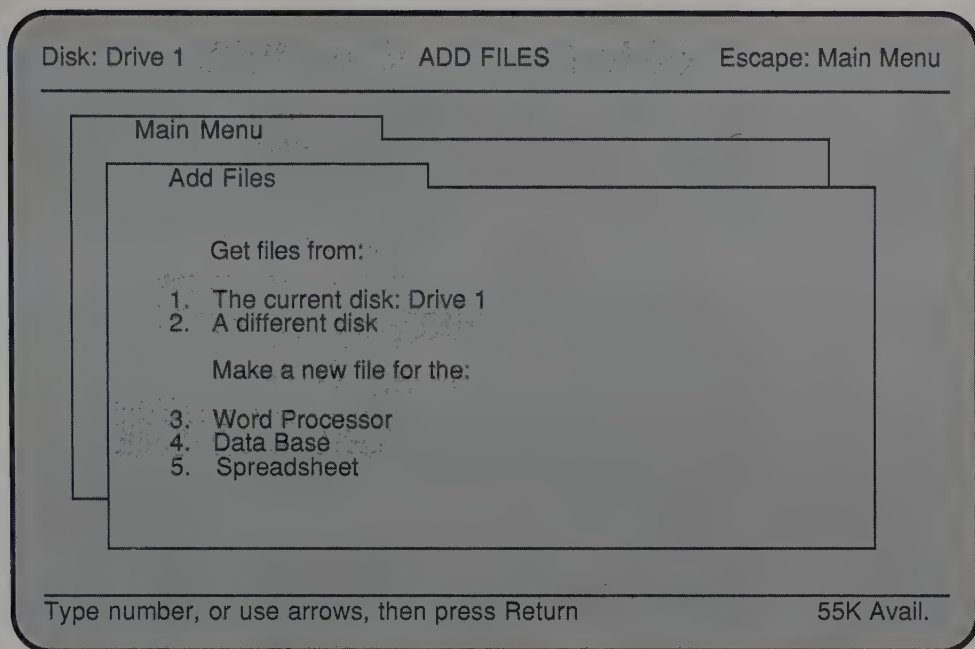 Disk: Drive 1 ADD FILES Escape: Main Menu
Main Menu
Add Files
Get files from:
1. The current disk: Drive 1
2. A different disk
Make a new file for the:
3. Word Processor
4. Data Base
5. Spreadsheet
Type number, or use arrows, then press Return 55K Avail.